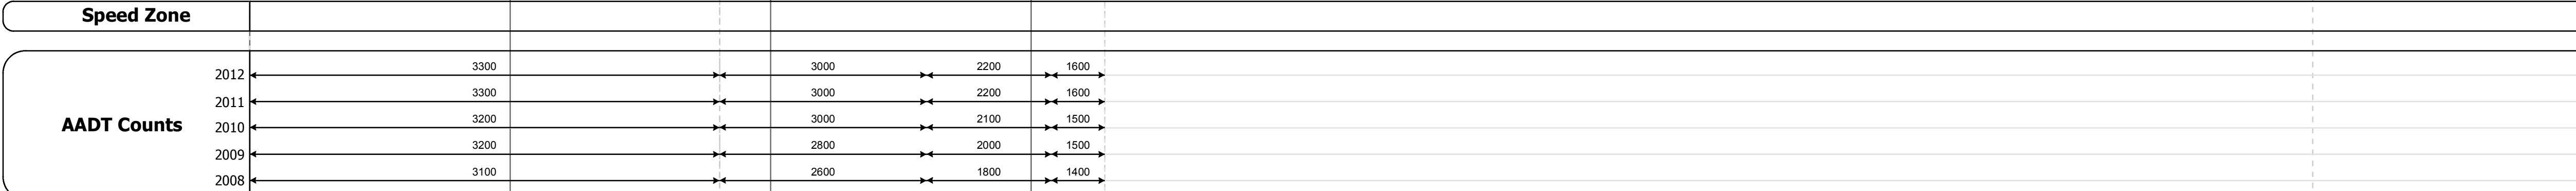 Speed Zone
2012 3300 3000 2200 1600
2011 3300 3000 2200 1600
AADT Counts
2010 3200 3000 2100 1500
2009 3200 2800 2000 1500
2008 3100 2600 1800 1400